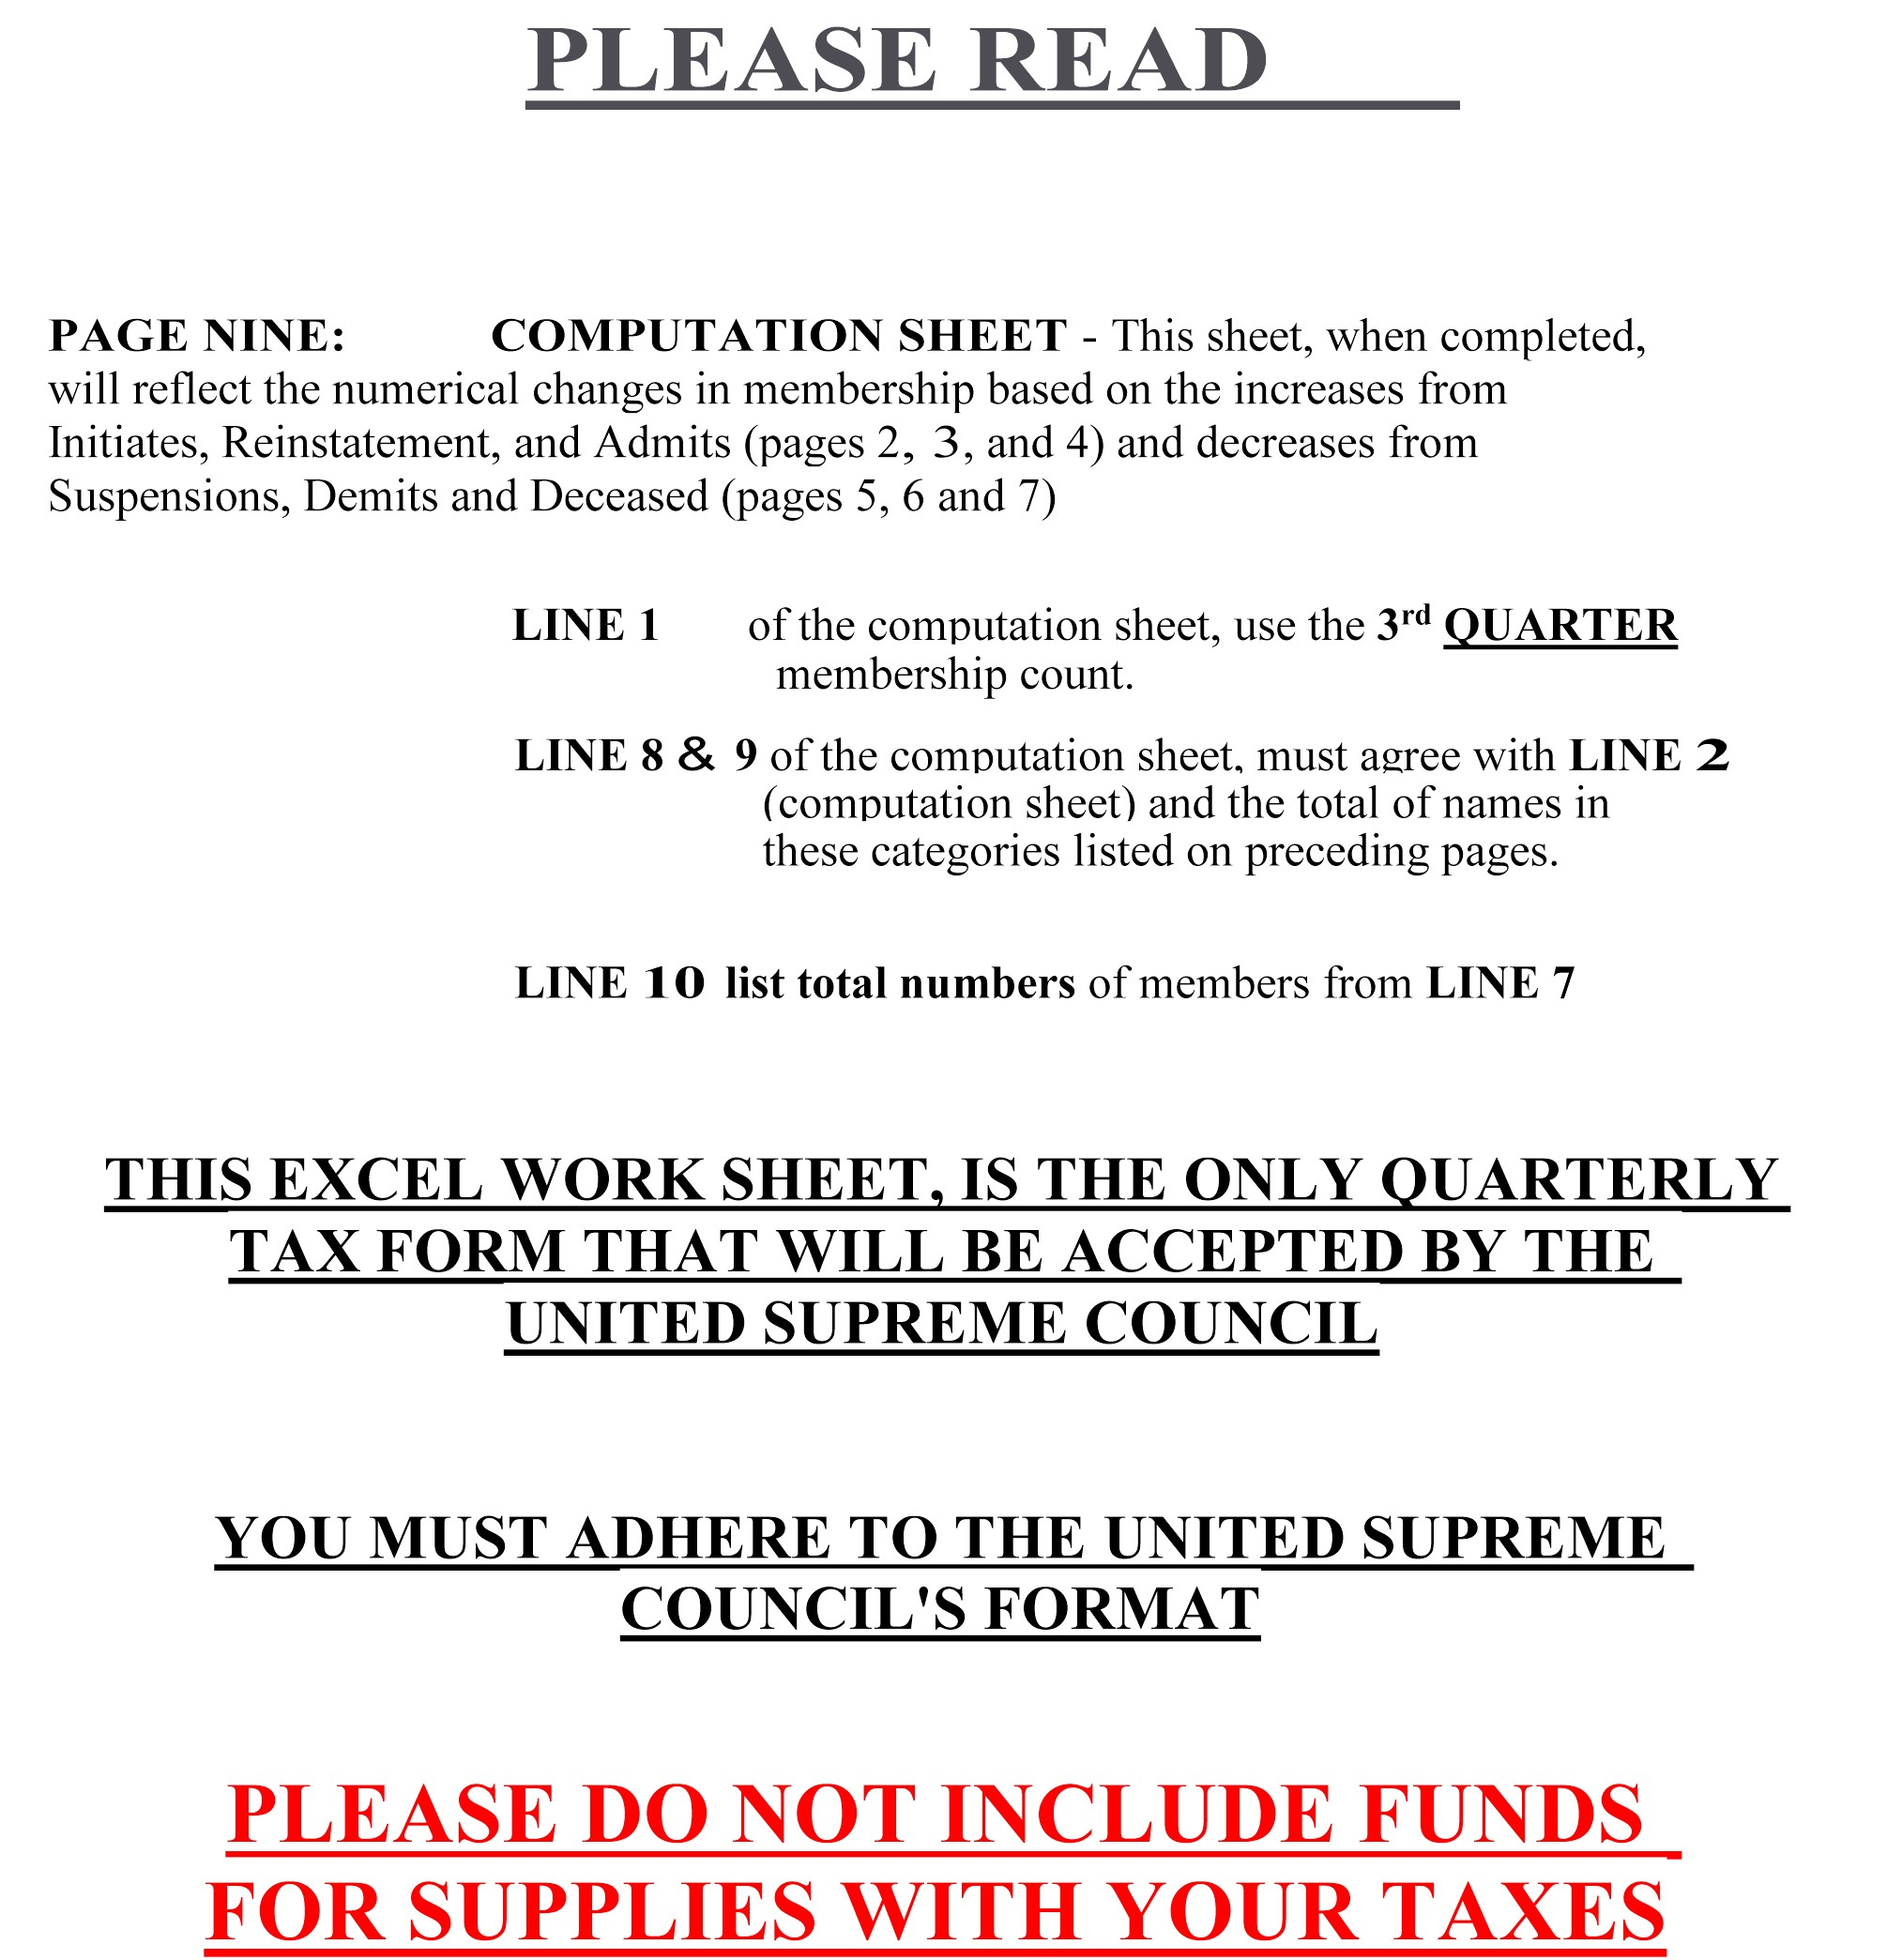 PLEASE READ
PAGE NINE: COMPUTATION SHEET - This sheet, when completed,
will reflect the numerical changes in membership based on the increases from
Initiates, Reinstatement, and Admits (pages 2, 3, and 4) and decreases from
Suspensions, Demits and Deceased (pages 5, 6 and 7)
LINE 1 of the computation sheet, use the 3rd QUARTER
membership count.
LINE 8 & 9 of the computation sheet, must agree with LINE 2
(computation sheet) and the total of names in
these categories listed on preceding pages.
LINE 10 list total numbers of members from LINE 7
THIS EXCEL WORK SHEET, IS THE ONLY QUARTERLY
TAX FORM THAT WILL BE ACCEPTED BY THE
UNITED SUPREME COUNCIL
YOU MUST ADHERE TO THE UNITED SUPREME
COUNCIL'S FORMAT
PLEASE DO NOT INCLUDE FUNDS
FOR SUPPLIES WITH YOUR TAXES